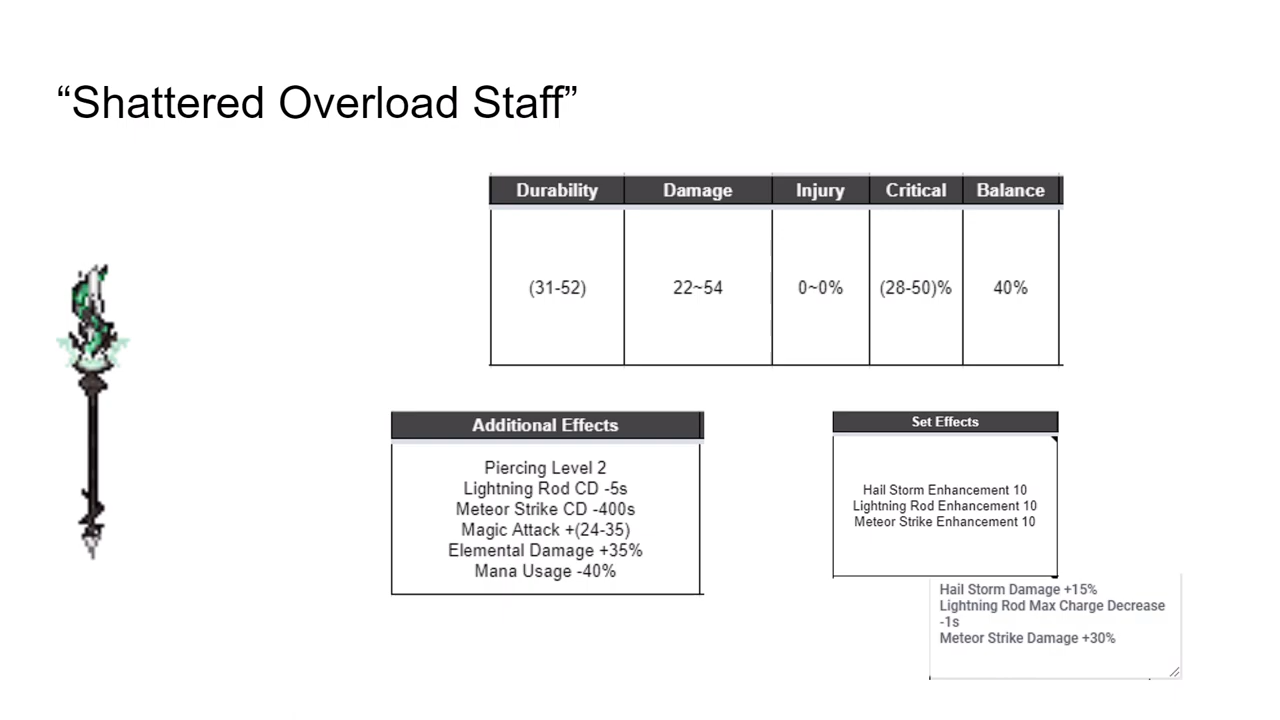 “Shattered Overload Staff”
Durability Damage Injury Critical Balance
(31-52) 22~54 0~0% (28-50)% 40%
Additional Effects
Piercing Level 2
Lightning Rod CD -5s
Meteor Strike CD -400s
Magic Attack +(24-35)
Elemental Damage +35%
Mana Usage -40%
Set Effects
Hail Storm Enhancement 10
Lightning Rod Enhancement 10
Meteor Strike Enhancement 10
Hail Storm Damage +15%
Lightning Rod Max Charge Decrease
-1s
Meteor Strike Damage +30%